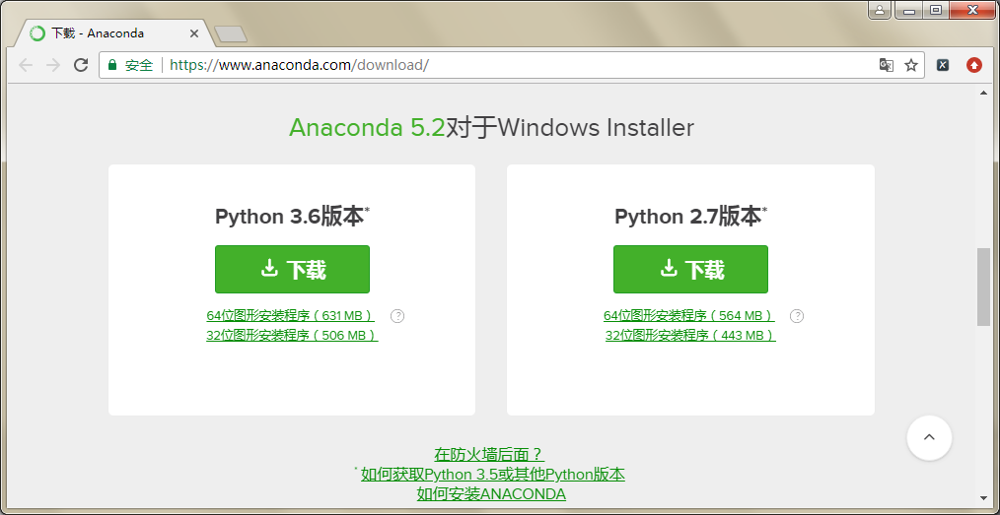 下载 - Anaconda
安全 https://www.anaconda.com/download/
Anaconda 5.2对于Windows Installer
Python 3.6版本*
下载
64位图形安装程序（631 MB）
?
32位图形安装程序（506 MB）
Python 2.7版本*
下载
64位图形安装程序（564 MB）
?
32位图形安装程序（443 MB）
在防火墙后面？
*如何获取Python 3.5或其他Python版本
如何安装ANACONDA